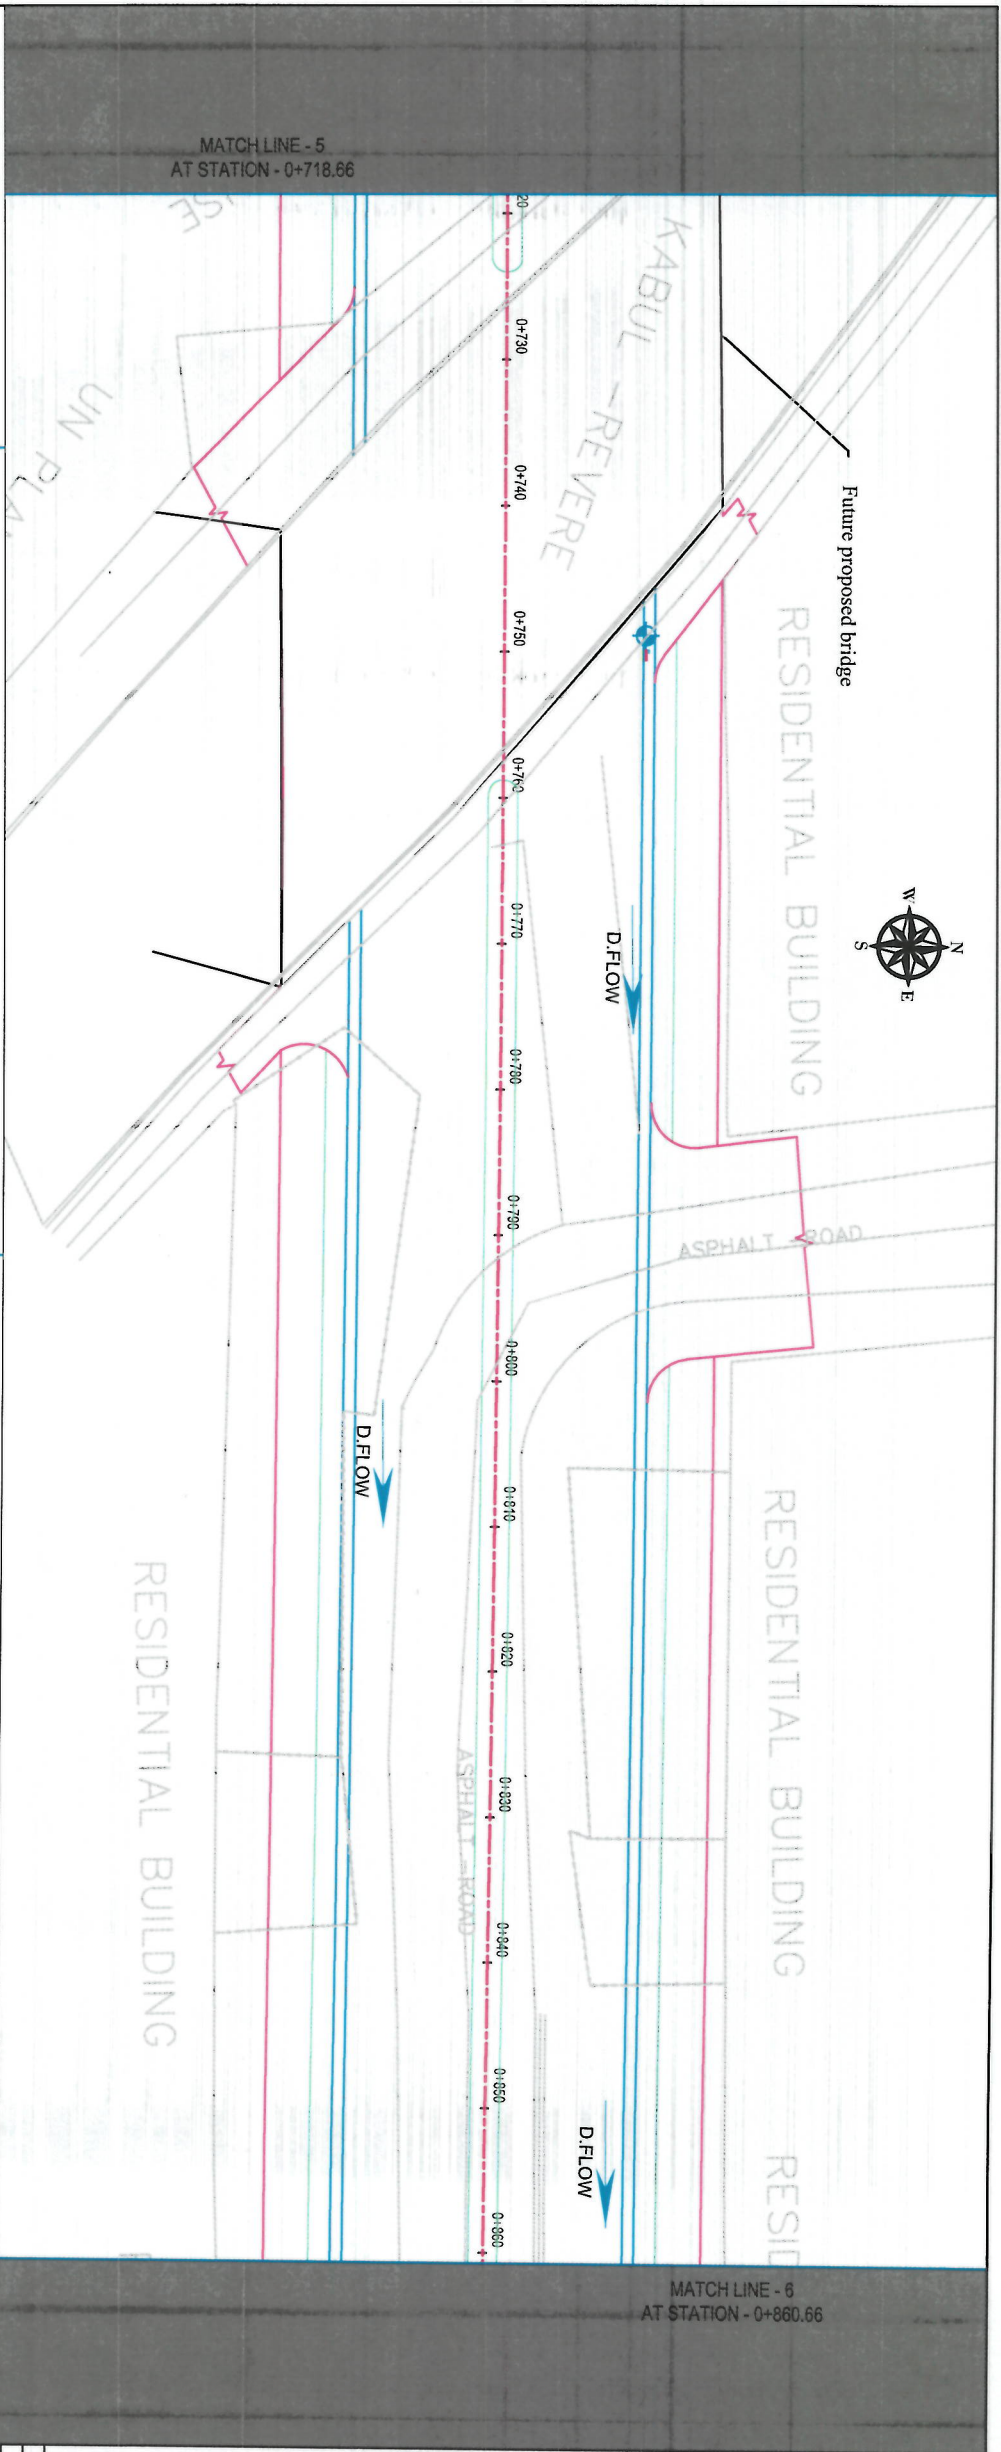 MATCH LINE - 5
AT STATION - 0+718.66
KABUL -REVERE
Future proposed bridge
RESIDENTIAL BUILDING
N
W
E
S
20
0+730
0+740
0+750
0+760
0+770
0+780
0+790
0+800
0+810
0+820
0+830
0+840
0+850
0+860
D.FLOW
ASPHALT -ROAD
RESIDENTIAL BUILDING
D.FLOW
ASPHALT -ROAD
RESIDENTIAL BUILDING
D.FLOW
UN PLA
MATCH LINE - 6
AT STATION - 0+860.66